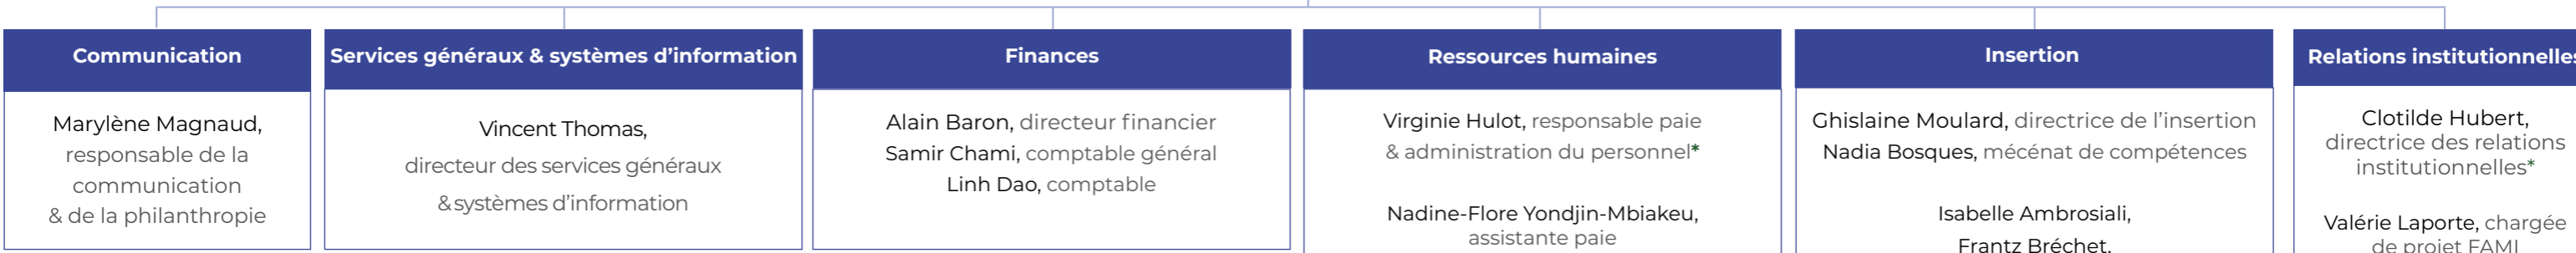 Communication
Marylène Magnaud,
responsable de la
communication
& de la philanthropie
Services généraux & systèmes d'information
Vincent Thomas,
directeur des services généraux
& systèmes d'information
Finances
Alain Baron, directeur financier
Samir Chami, comptable général
Linh Dao, comptable
Ressources humaines
Virginie Hulot, responsable paie
& administration du personnel*
Nadine-Flore Yondjin-Mbiakeu,
assistante paie
Insertion
Ghislaine Moulard, directrice de l'insertion
Nadia Bosques, mécénat de compétences
Isabelle Ambrosiali,
Frantz Bréchet,
Relations institutionnelles
Clotilde Hubert,
directrice des relations
institutionnelles*
Valérie Laporte, chargée
de projet FAMI